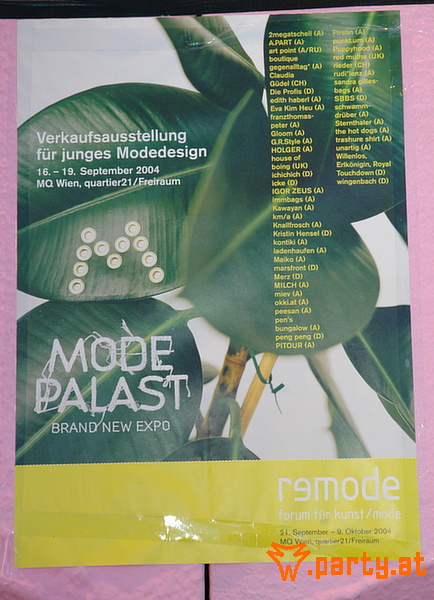 Verkaufsausstellung
für junges Modedesign
16. – 19. September 2004
MQ Wien, quartier21/Freiraum
M
MODE
PALAST
BRAND NEW EXPO
2megatscheli (A)
A.PART (A)
art point (A/RU)
boutique
gegenalltag* (A)
Claudia
Güdel (CH)
Die Profis (D)
edith haberl (A)
Eva Kim Heu (A)
franzthomas-
peter (A)
Gloom (A)
G.R.Style (A)
HOLGER (A)
house of
boing (UK)
ichichich (D)
icke (D)
IGOR ZEUS (A)
immbags (A)
Kawayan (A)
km/a (A)
Knallfrosch (A)
Kristin Hensel (D)
kontiki (A)
ledenhaufen (A)
Maiko (A)
marsfront (D)
Merz (D)
MILCH (A)
miev (A)
okki.at (A)
peesan (A)
pen's
bungalow (A)
peng peng (D)
PITOUR (A)
Piratin (A)
punkt.um (A)
Puppyhood (A)
red mutha (UK)
rieder (CH)
rudi*lenz (A)
sandra gilles-
bags (A)
SBBS (D)
schwamm-
drüber (A)
Sternthaler (A)
the hot dogs (A)
trashure shirt (A)
unartig (A)
Willenlos,
Erlkönigin, Royal
Touchdown (D)
wingenbach (D)
remode
forum für kunst/mode
21. September – 9. Oktober 2004
MQ Wien, quartier21/Freiraum
.party.at